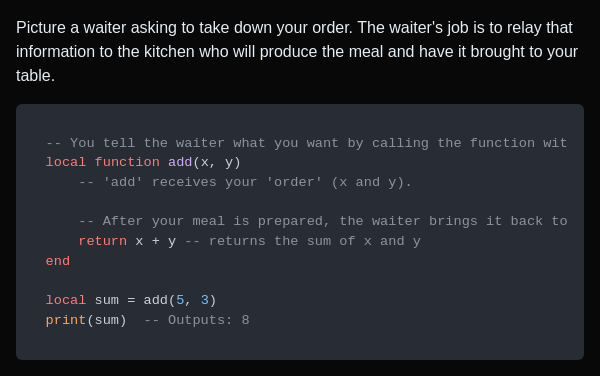 Picture a waiter asking to take down your order. The waiter's job is to relay that
information to the kitchen who will produce the meal and have it brought to your
table.
-- You tell the waiter what you want by calling the function wit
local function add(x, y)
    -- 'add' receives your 'order' (x and y).
    -- After your meal is prepared, the waiter brings it back to
    return x + y -- returns the sum of x and y
end
local sum = add(5, 3)
print(sum)  -- Outputs: 8